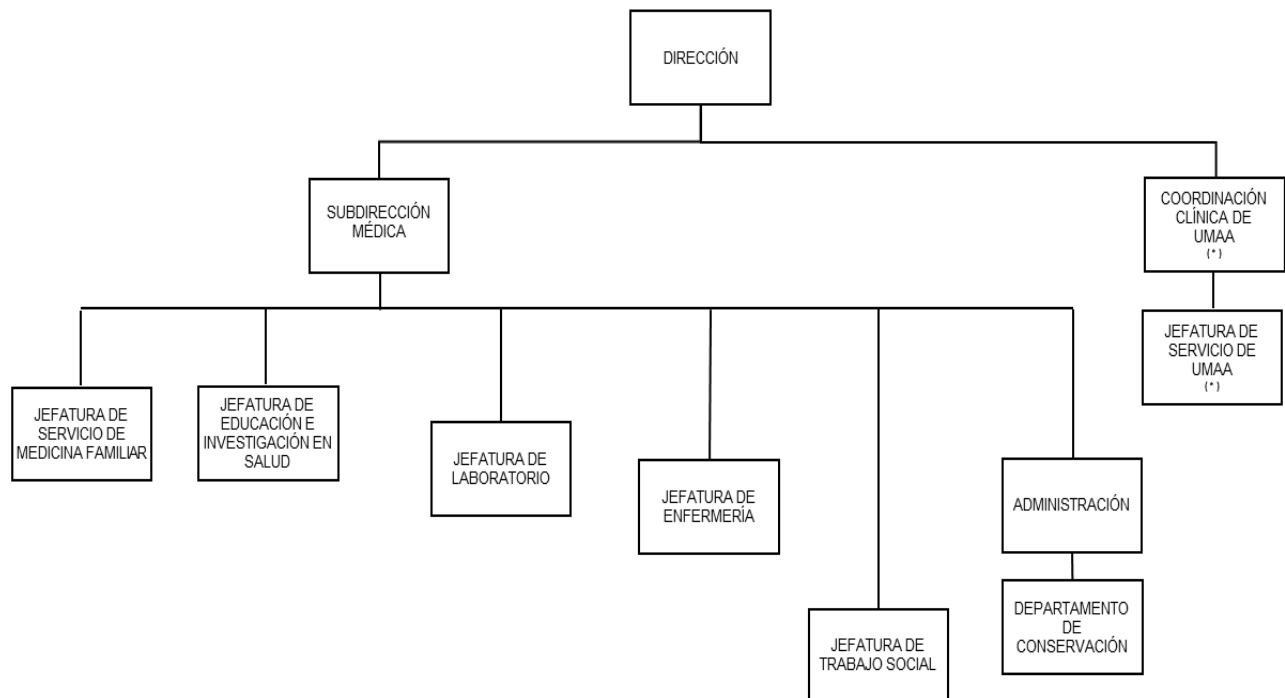 DIRECCIÓN
SUBDIRECCIÓN
MÉDICA
COORDINACIÓN
CLÍNICA DE
UMAA
(*)
JEFATURA DE
SERVICIO DE
UMAA
(*)
JEFATURA DE
SERVICIO DE
MEDICINA FAMILIAR
JEFATURA DE
EDUCACIÓN E
INVESTIGACIÓN EN
SALUD
JEFATURA DE
LABORATORIO
JEFATURA DE
ENFERMERÍA
JEFATURA DE
TRABAJO SOCIAL
ADMINISTRACIÓN
DEPARTAMENTO
DE
CONSERVACIÓN